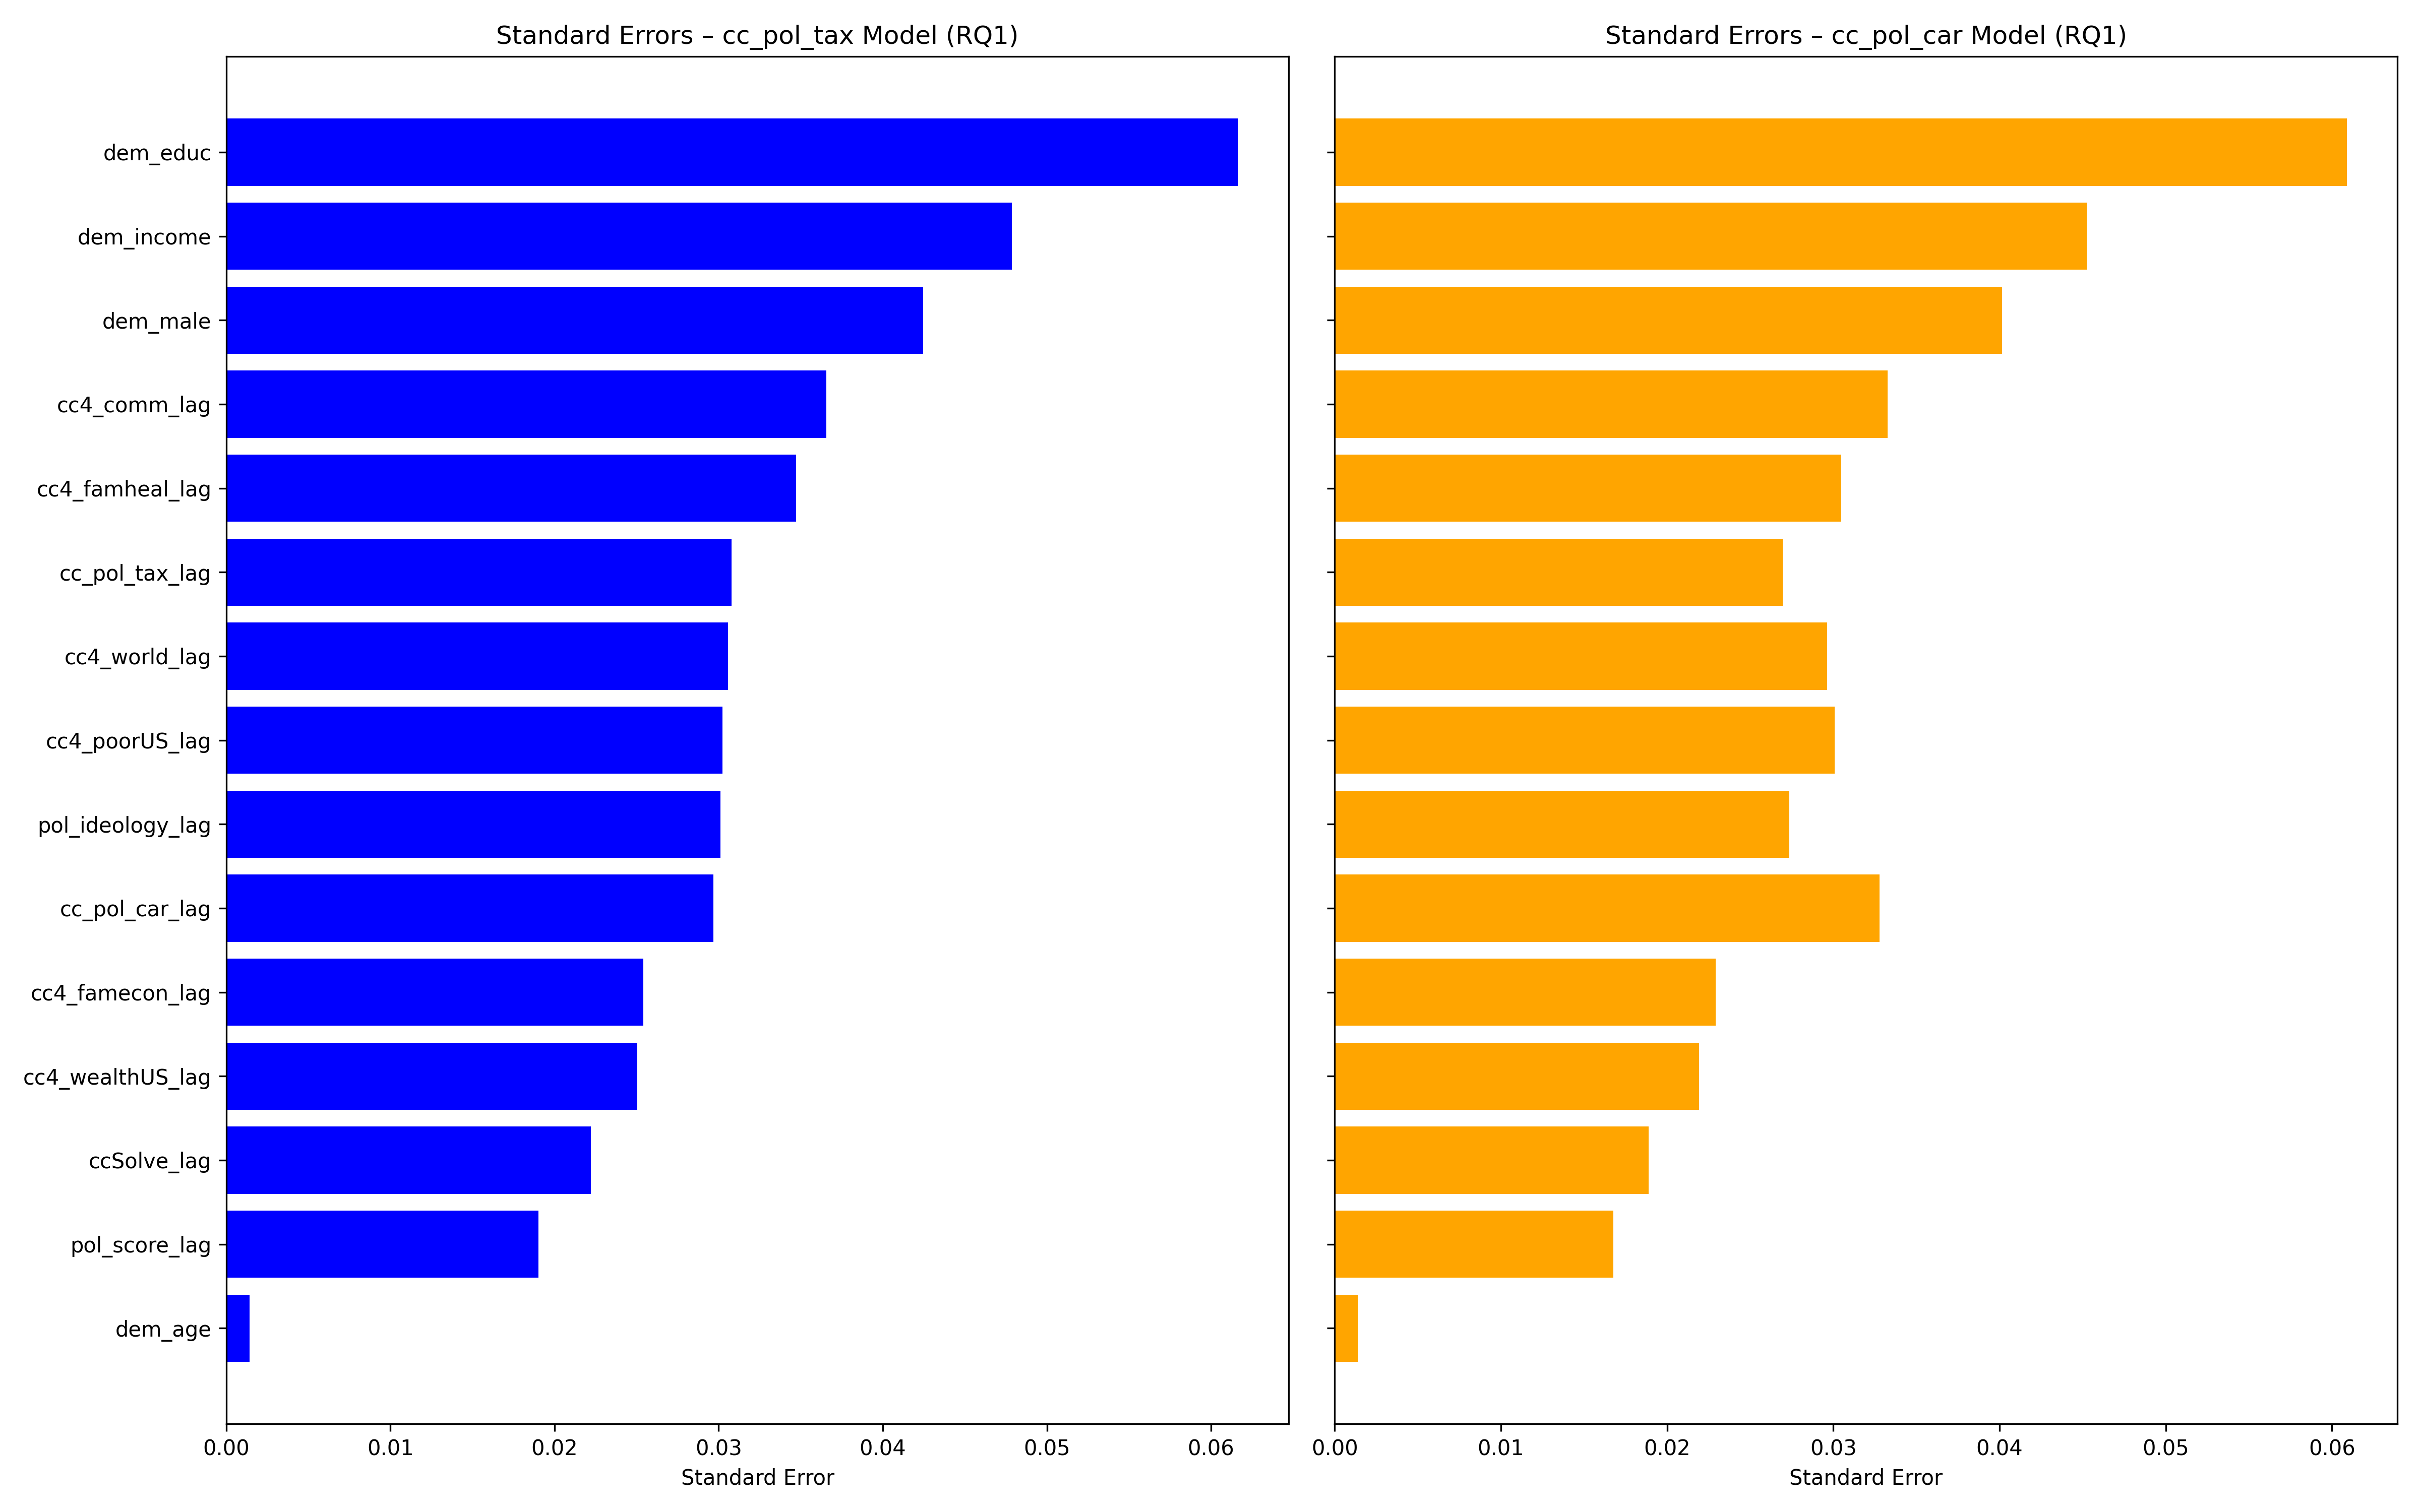 Standard Errors – cc_pol_tax Model (RQ1)
dem_educ
dem_income
dem_male
cc4_comm_lag
cc4_famheal_lag
cc_pol_tax_lag
cc4_world_lag
cc4_poorUS_lag
pol_ideology_lag
cc_pol_car_lag
cc4_famecon_lag
cc4_wealthUS_lag
ccSolve_lag
pol_score_lag
dem_age
0.00 0.01 0.02 0.03 0.04 0.05 0.06
Standard Error
Standard Errors – cc_pol_car Model (RQ1)
0.00 0.01 0.02 0.03 0.04 0.05 0.06
Standard Error